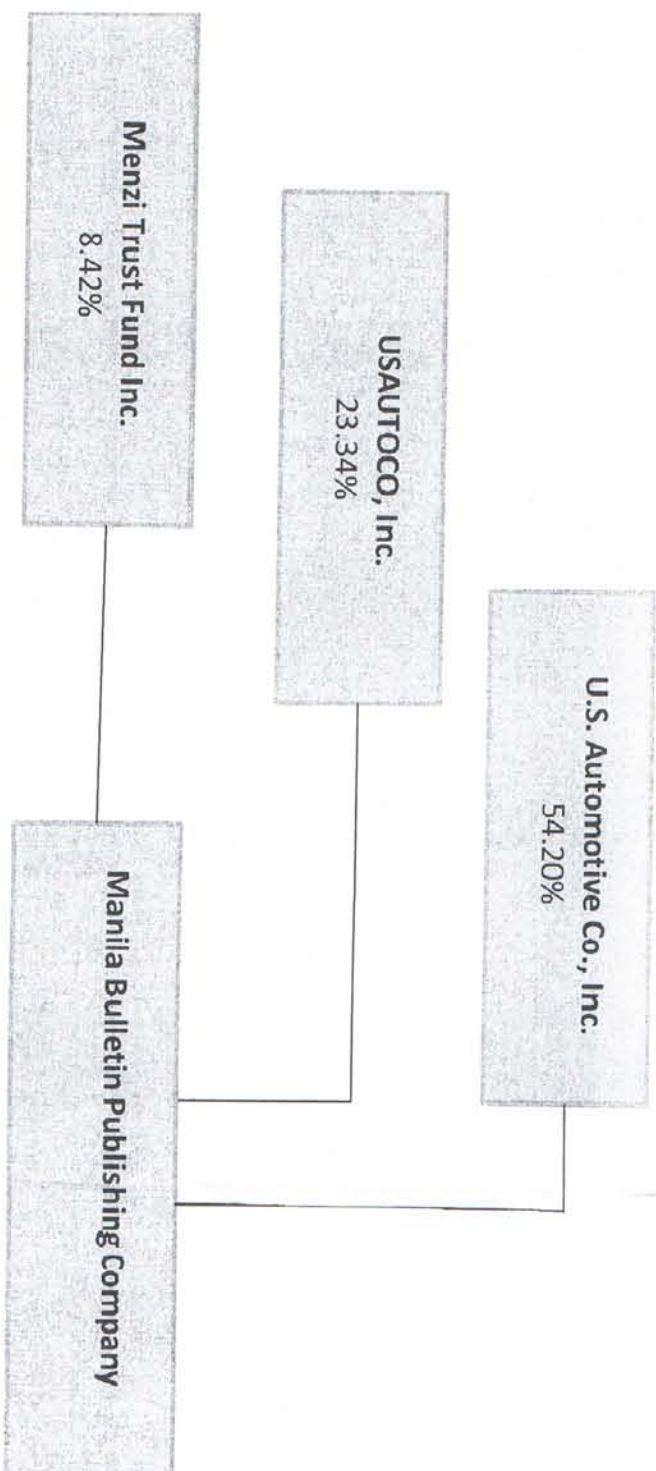 U.S. Automotive Co., Inc.
54.20%
USAUTOCO, Inc.
23.34%
Menzi Trust Fund Inc.
8.42%
Manila Bulletin Publishing Company